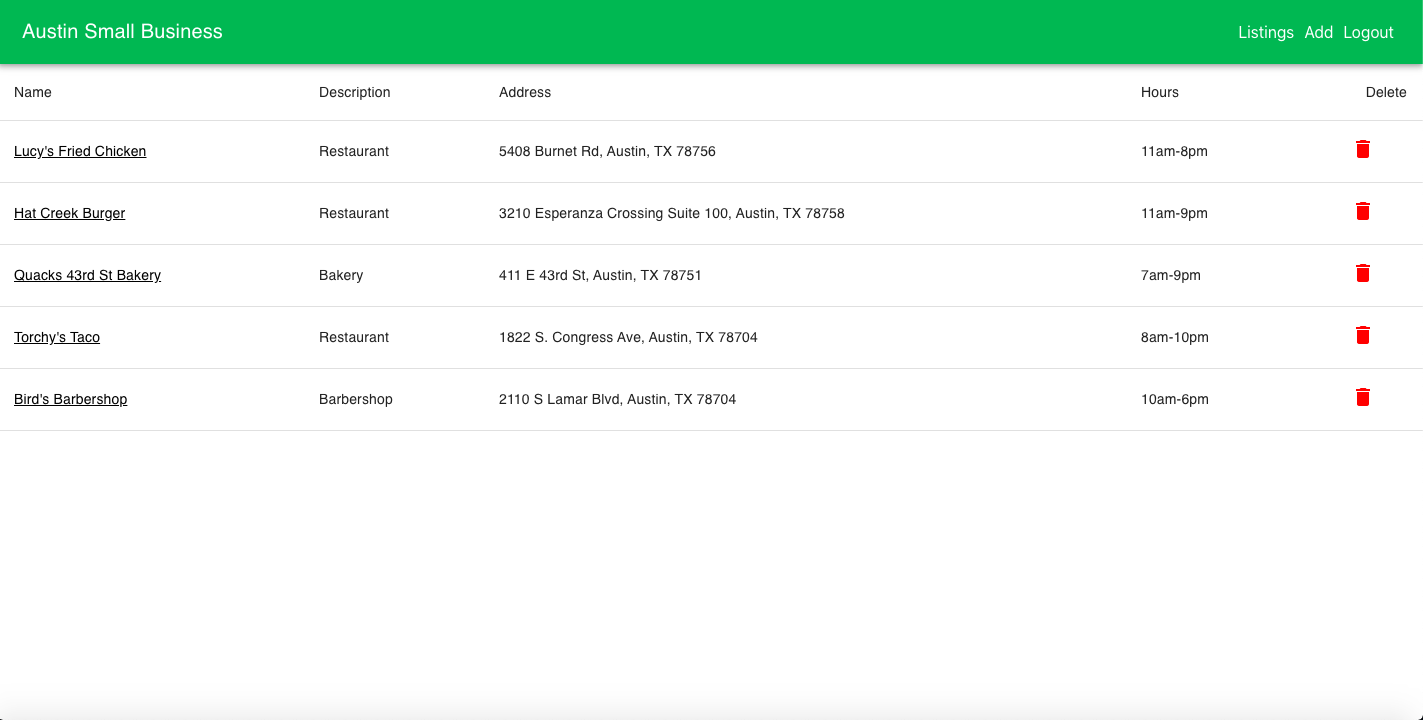 Austin Small Business Listings Add Logout
Name Description Address Hours Delete
Lucy's Fried Chicken Restaurant 5408 Burnet Rd, Austin, TX 78756 11am-8pm
Hat Creek Burger Restaurant 3210 Esperanza Crossing Suite 100, Austin, TX 78758 11am-9pm
Quacks 43rd St Bakery Bakery 411 E 43rd St, Austin, TX 78751 7am-9pm
Torchy's Taco Restaurant 1822 S. Congress Ave, Austin, TX 78704 8am-10pm
Bird's Barbershop Barbershop 2110 S Lamar Blvd, Austin, TX 78704 10am-6pm